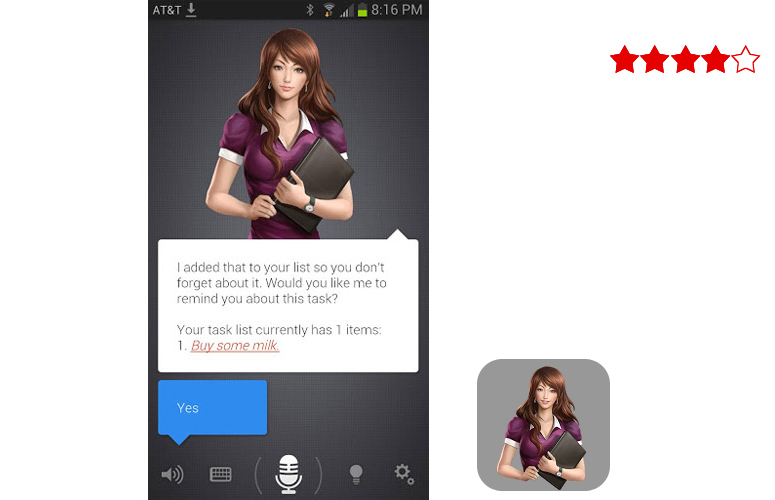 AT&T 8:16 PM
I added that to your list so you don't
forget about it. Would you like me to
remind you about this task?
Your task list currently has 1 items:
1. Buy some milk.
Yes